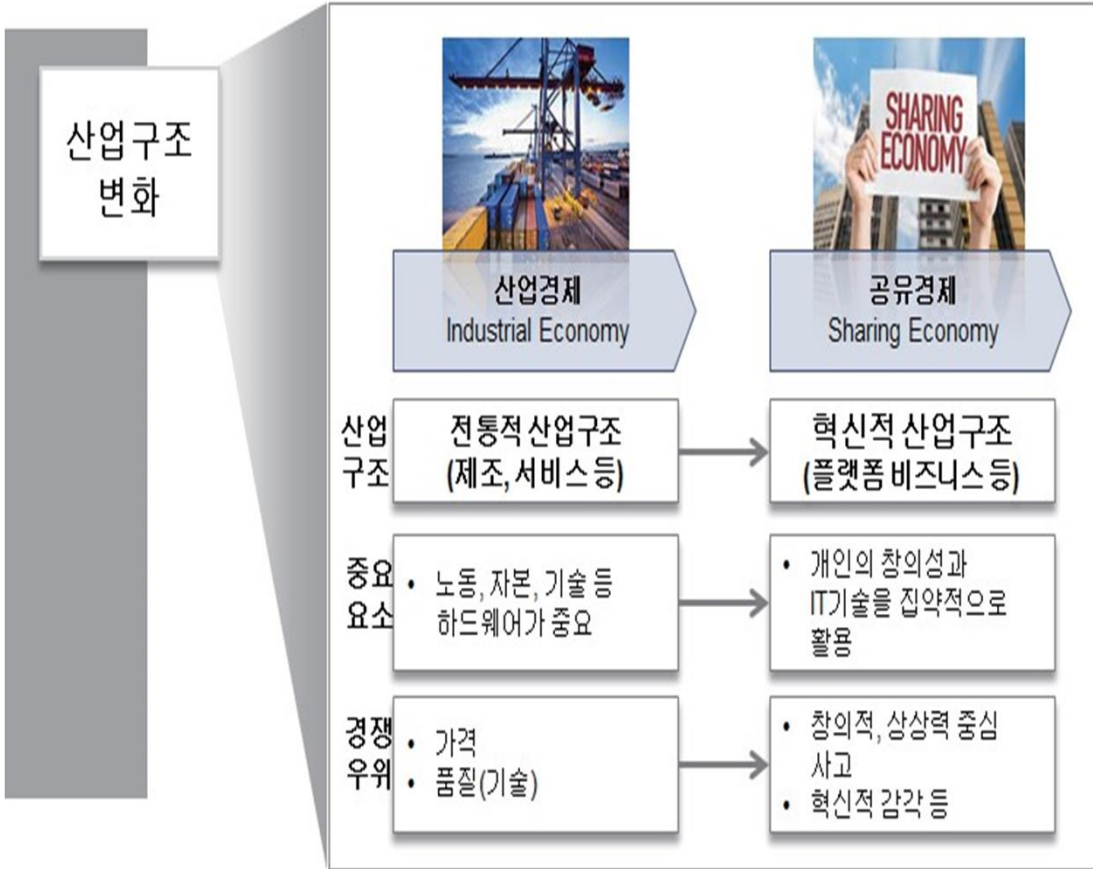 산업구조
변화
SHARING
ECONOMY
산업경제
Industrial Economy
공유경제
Sharing Economy
산업
구조
전통적 산업구조
(제조, 서비스 등)
혁신적 산업구조
(플랫폼 비즈니스 등)
중요
요소
• 노동, 자본, 기술 등
하드웨어가 중요
• 개인의 창의성과
IT기술을 집약적으로
활용
경쟁
우위
• 가격
• 품질(기술)
• 창의적, 상상력 중심
사고
• 혁신적 감각 등